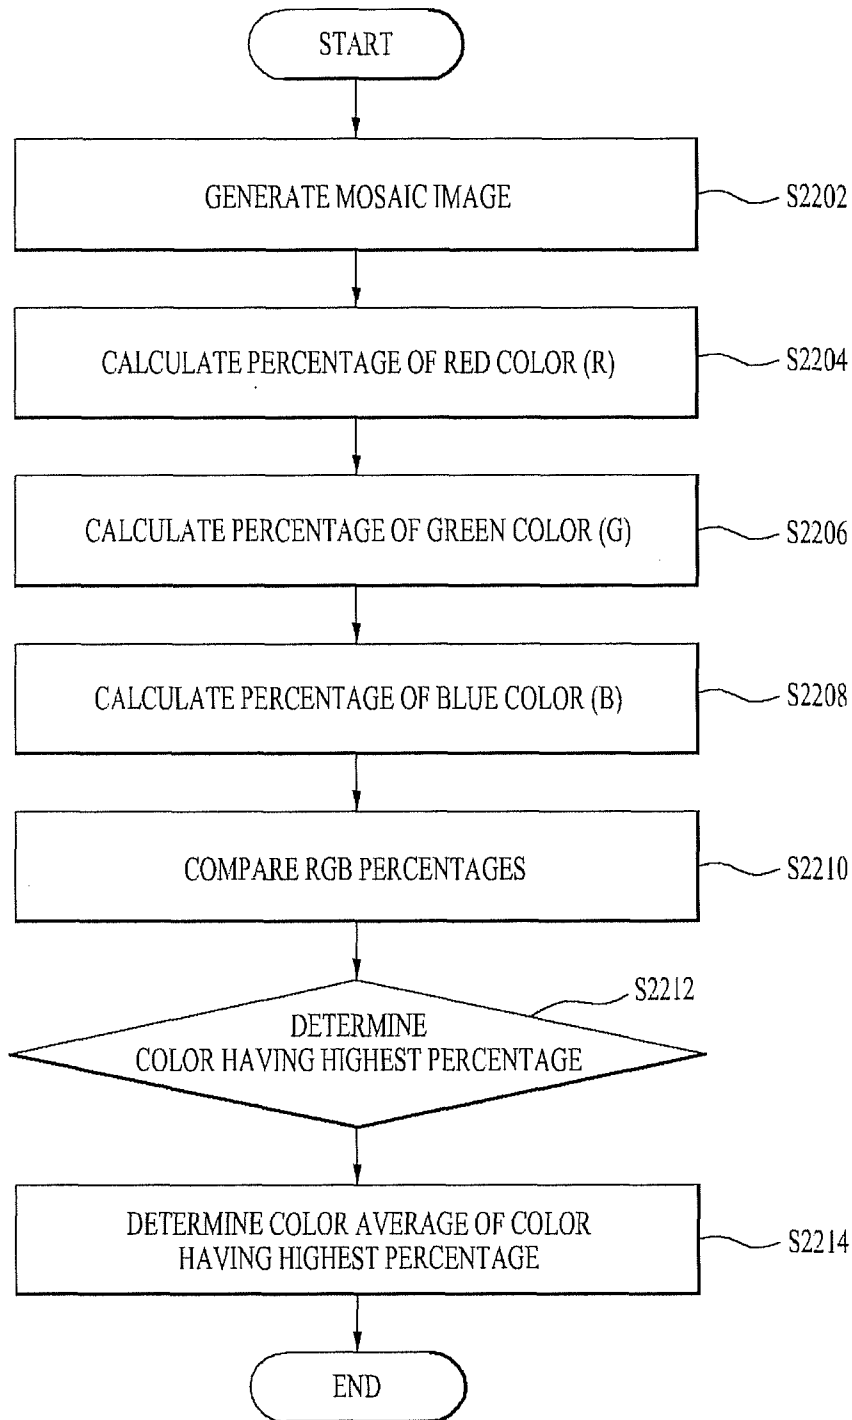 START
GENERATE MOSAIC IMAGE
S2202
CALCULATE PERCENTAGE OF RED COLOR (R)
S2204
CALCULATE PERCENTAGE OF GREEN COLOR (G)
S2206
CALCULATE PERCENTAGE OF BLUE COLOR (B)
S2208
COMPARE RGB PERCENTAGES
S2210
S2212
DETERMINE
COLOR HAVING HIGHEST PERCENTAGE
DETERMINE COLOR AVERAGE OF COLOR
HAVING HIGHEST PERCENTAGE
S2214
END